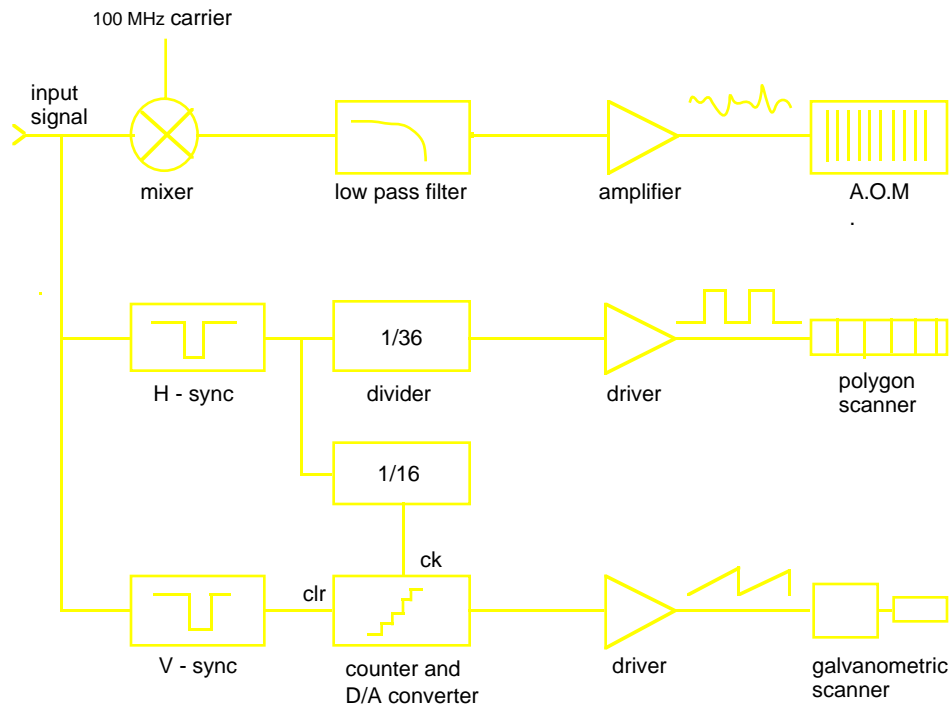 100 MHz carrier
input
signal
mixer
low pass filter
amplifier
A.O.M
.
1/36
H - sync
divider
driver
polygon
scanner
1/16
ck
clr
V - sync
counter and
D/A converter
driver
galvanometric
scanner